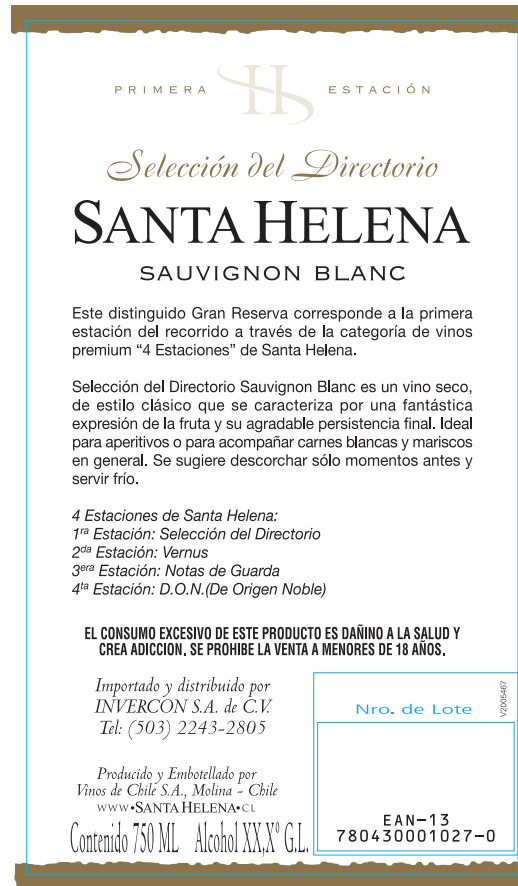 PRIMERA ESTACIÓN
Selección del Directorio
SANTA HELENA
SAUVIGNON BLANC
Este distinguido Gran Reserva corresponde a la primera
estación del recorrido a través de la categoría de vinos
premium “4 Estaciones” de Santa Helena.
Selección del Directorio Sauvignon Blanc es un vino seco,
de estilo clásico que se caracteriza por una fantástica
expresión de la fruta y su agradable persistencia final. Ideal
para aperitivos o para acompañar carnes blancas y mariscos
en general. Se sugiere descorchar sólo momentos antes y
servir frío.
4 Estaciones de Santa Helena:
1ra Estación: Selección del Directorio
2da Estación: Vernus
3era Estación: Notas de Guarda
4ta Estación: D.O.N.(De Origen Noble)
EL CONSUMO EXCESIVO DE ESTE PRODUCTO ES DAÑINO A LA SALUD Y
CREA ADICCION. SE PROHIBE LA VENTA A MENORES DE 18 AÑOS.
Importado y distribuido por
INVERCON S.A. de C.V.
Tel: (503) 2243-2805
Producido y Embotellado por
Vinos de Chile S.A., Molina - Chile
WWW•SANTA HELENA•CL
Contenido 750 ML Alcohol XX,Xº G.L.
Nro. de Lote
V2005467
EAN-13
780430001027-0